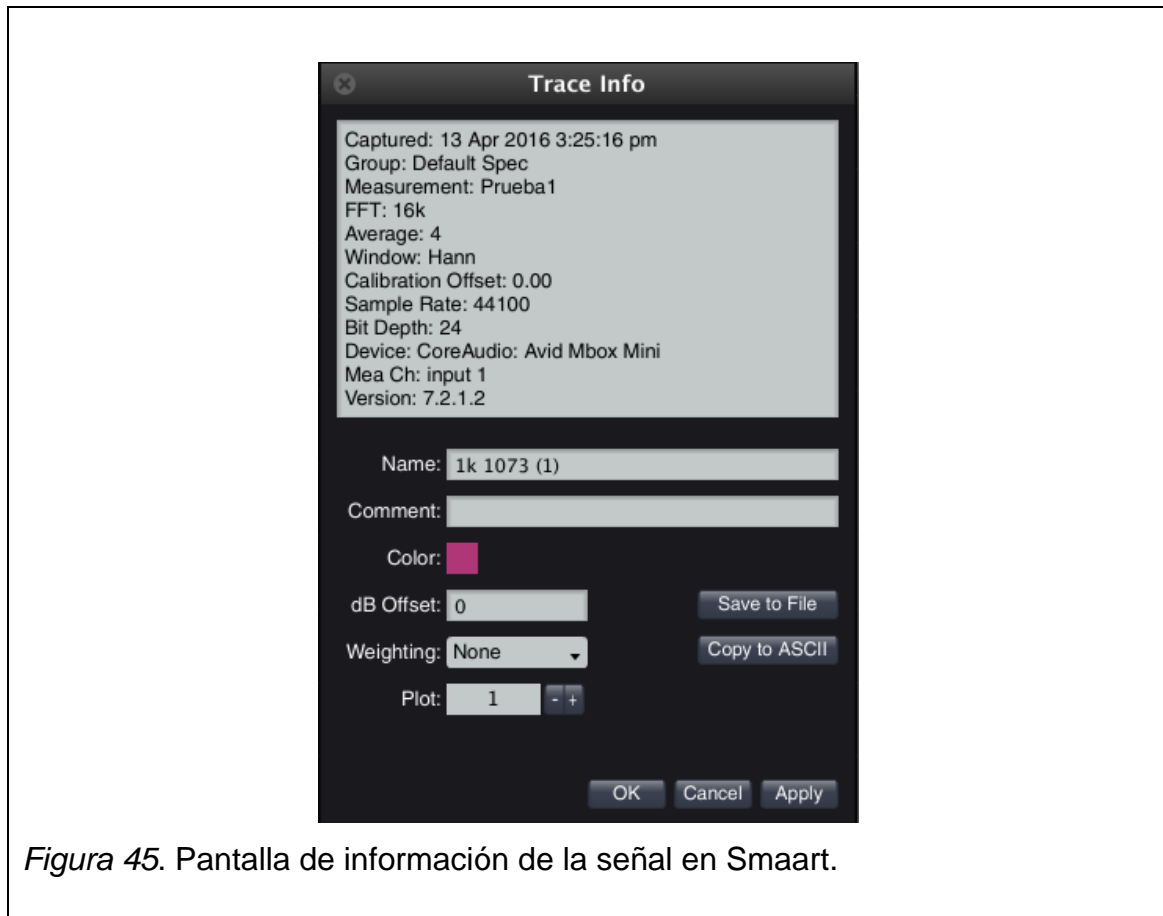 Trace Info
Captured: 13 Apr 2016 3:25:16 pm
Group: Default Spec
Measurement: Prueba1
FFT: 16k
Average: 4
Window: Hann
Calibration Offset: 0.00
Sample Rate: 44100
Bit Depth: 24
Device: CoreAudio: Avid Mbox Mini
Mea Ch: input 1
Version: 7.2.1.2
Name: 1k 1073 (1)
Comment:
Color:
dB Offset: 0 Save to File
Weighting: None Copy to ASCII
Plot: 1 - +
OK Cancel Apply
Figura 45. Pantalla de información de la señal en Smaart.